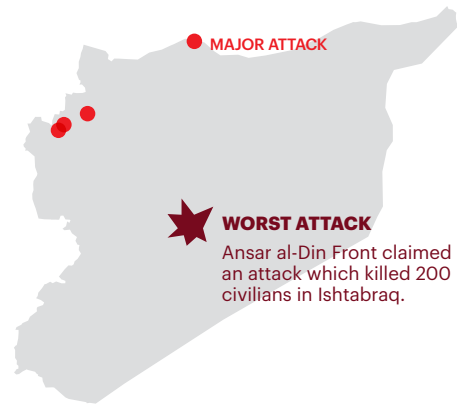 MAJOR ATTACK
WORST ATTACK
Ansar al-Din Front claimed
an attack which killed 200
civilians in Ishtabraq.